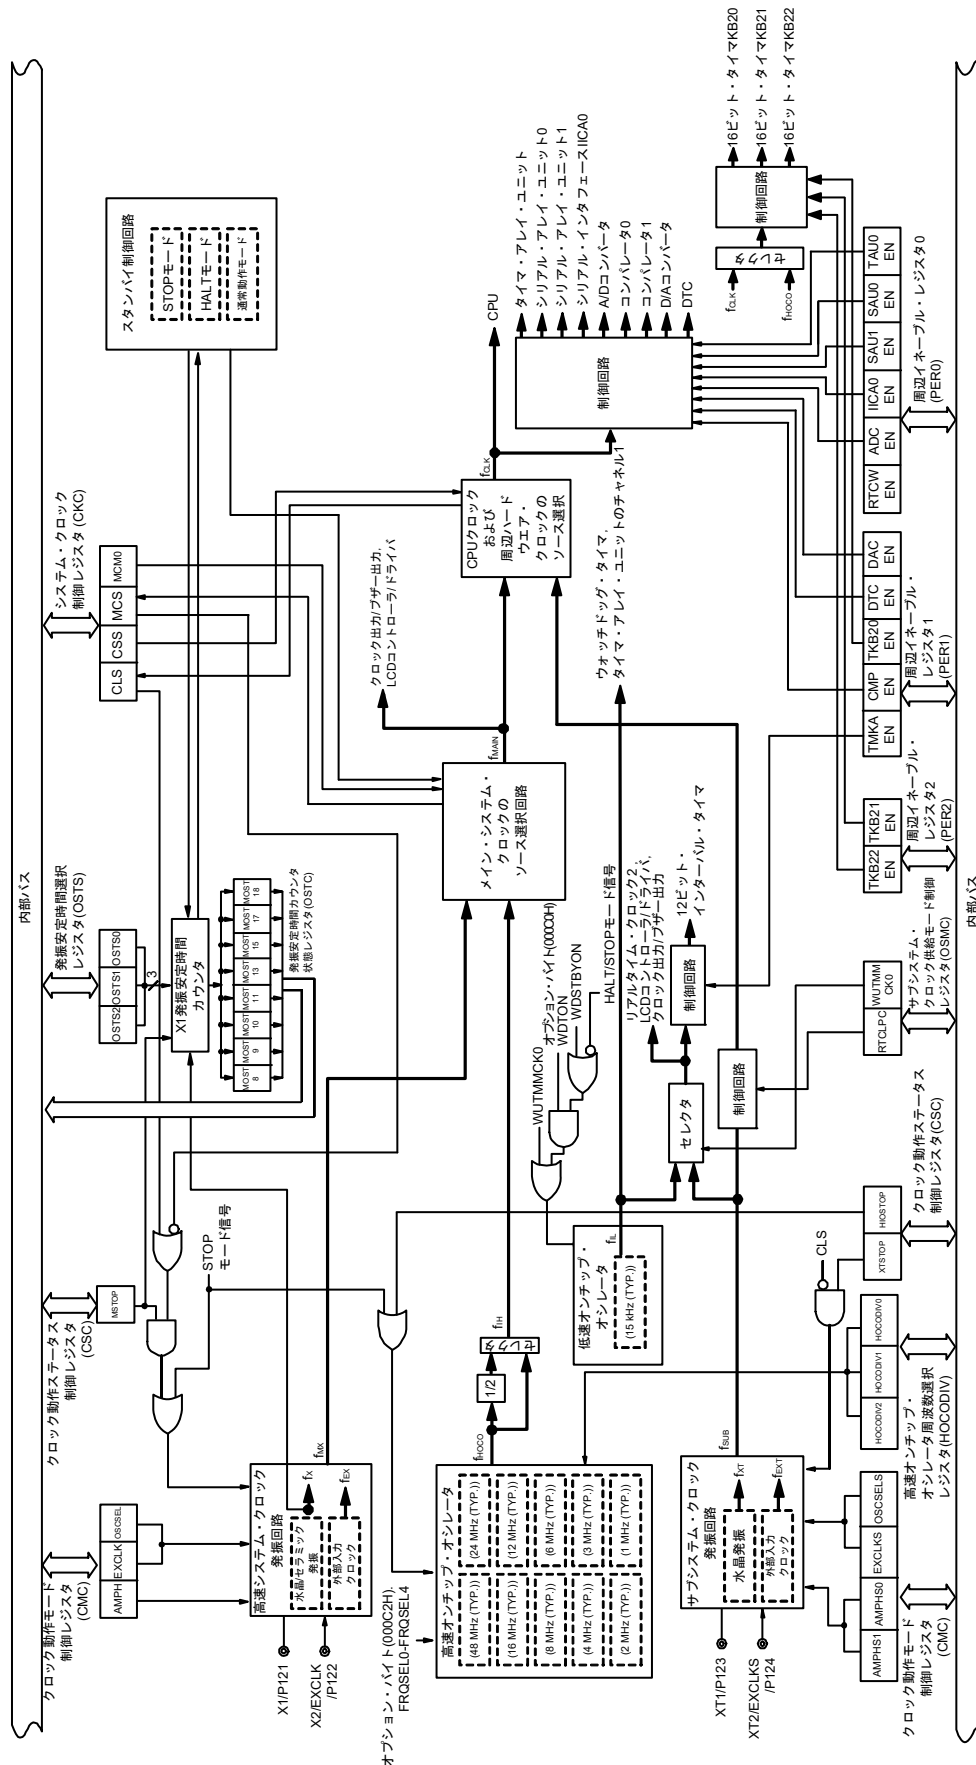 内部バス
クロック動作モード
制御レジスタ
(CMC)
AMPH
EXCLK
OSCSEL
クロック動作ステータス
制御レジスタ
(CSC)
MSTOP
発振安定時間選択
レジスタ(OSTS)
OSTS2
OSTS1
OSTS0
3
システム・クロック
制御レジスタ (CKC)
CLS
CSS
MCS
MCM0
スタンバイ制御回路
STOPモード
HALTモード
通常動作モード
X1発振安定時間
カウンタ
MOST
8
MOST
9
MOST
10
MOST
11
MOST
13
MOST
15
MOST
17
MOST
18
発振安定時間カウンタ
状態レジスタ(OSTC)
STOP
モード信号
X1/P121
X2/EXCLK
/P122
高速システム・クロック
発振回路
水晶/セラミック
発振
fX
外部入力
クロック
fEX
fMX
オプション・バイト(000C2H)
FRQSEL0-FRQSEL4
高速オンチップ・オシレータ
(48 MHz (TYP.))
(24 MHz (TYP.))
(16 MHz (TYP.))
(12 MHz (TYP.))
(8 MHz (TYP.))
(6 MHz (TYP.))
(4 MHz (TYP.))
(3 MHz (TYP.))
(2 MHz (TYP.))
(1 MHz (TYP.))
fHOCO
1/2
セレクタ
fIH
メイン・システム・
クロックの
ソース選択回路
fMAIN
クロック出力/ブザー出力,
LCDコントローラ/ドライバ
CPUクロック
および
周辺ハード
ウエア・
クロックの
ソース選択
fCLK
CPU
制御回路
タイマ・アレイ・ユニット
シリアル・アレイ・ユニット0
シリアル・アレイ・ユニット1
シリアル・インタフェースIICA0
A/Dコンバータ
コンパレータ0
コンパレータ1
D/Aコンバータ
DTC
fCLK
fHOCO
セレクタ
制御回路
16ビット・タイマKB20
16ビット・タイマKB21
16ビット・タイマKB22
WUTMMCK0
オプション・バイト(000C0H)
WDTON
WDSTBYON
HALT/STOPモード信号
低速オンチップ・
オシレータ
(15 kHz (TYP.))
fIL
ウォッチドッグ・タイマ,
タイマ・アレイ・ユニットのチャネル1
リアルタイム・クロック2,
LCDコントローラ/ドライバ,
クロック出力/ブザー出力
セレクタ
制御回路
12ビット・
インターバル・タイマ
制御回路
XT1/P123
XT2/EXCLKS
/P124
サブシステム・クロック
発振回路
水晶発振
fXT
外部入力
クロック
fEXT
fSUB
CLS
AMPHS1
AMPHS0
EXCLKS
OSCSELS
クロック動作モード
制御レジスタ
(CMC)
HOCODIV2
HOCODIV1
HOCODIV0
高速オンチップ・
オシレータ周波数選択
レジスタ(HOCODIV)
XTSTOP
HIOSTOP
クロック動作ステータス
制御レジスタ(CSC)
RTCLPC
WUTMM
CK0
サブシステム・
クロック供給モード制御
レジスタ(OSMC)
TKB22
EN
TKB21
EN
周辺イネーブル・
レジスタ2
(PER2)
TMKA
EN
CMP
EN
TKB20
EN
DTC
EN
DAC
EN
周辺イネーブル・
レジスタ1
(PER1)
RTCW
EN
ADC
EN
IICA0
EN
SAU1
EN
SAU0
EN
TAU0
EN
周辺イネーブル・レジスタ0
(PER0)
内部バス